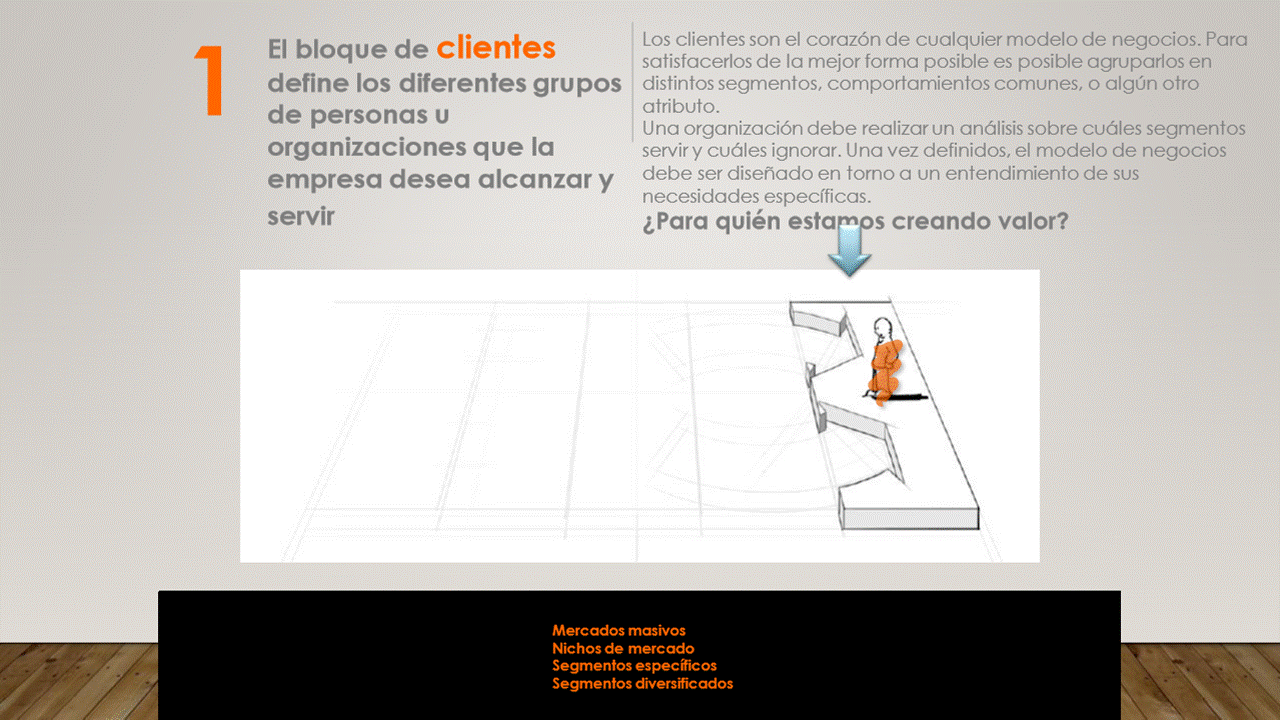 1
El bloque de clientes
define los diferentes grupos
de personas u
organizaciones que la
empresa desea alcanzar y
servir
Los clientes son el corazón de cualquier modelo de negocios. Para
satisfacerlos de la mejor forma posible es posible agruparlos en
distintos segmentos, comportamientos comunes, o algún otro
atributo.
Una organización debe realizar un análisis sobre cuáles segmentos
servir y cuáles ignorar. Una vez definidos, el modelo de negocios
debe ser diseñado en torno a un entendimiento de sus
necesidades específicas.
¿Para quién estamos creando valor?
Mercados masivos
Nichos de mercado
Segmentos específicos
Segmentos diversificados